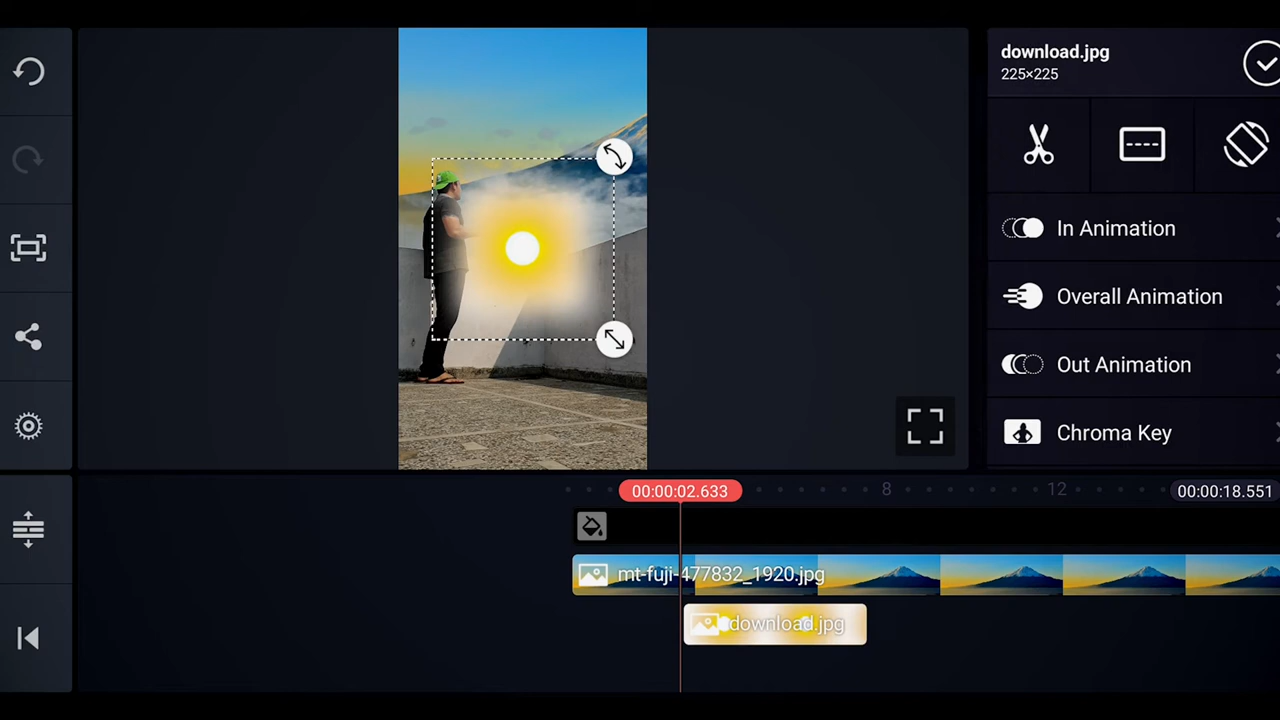 download.jpg
225×225
In Animation
Overall Animation
Out Animation
Chroma Key
00:00:02.633
8
12
00:00:18.551
mt-fuji-477832_1920.jpg
download.jpg